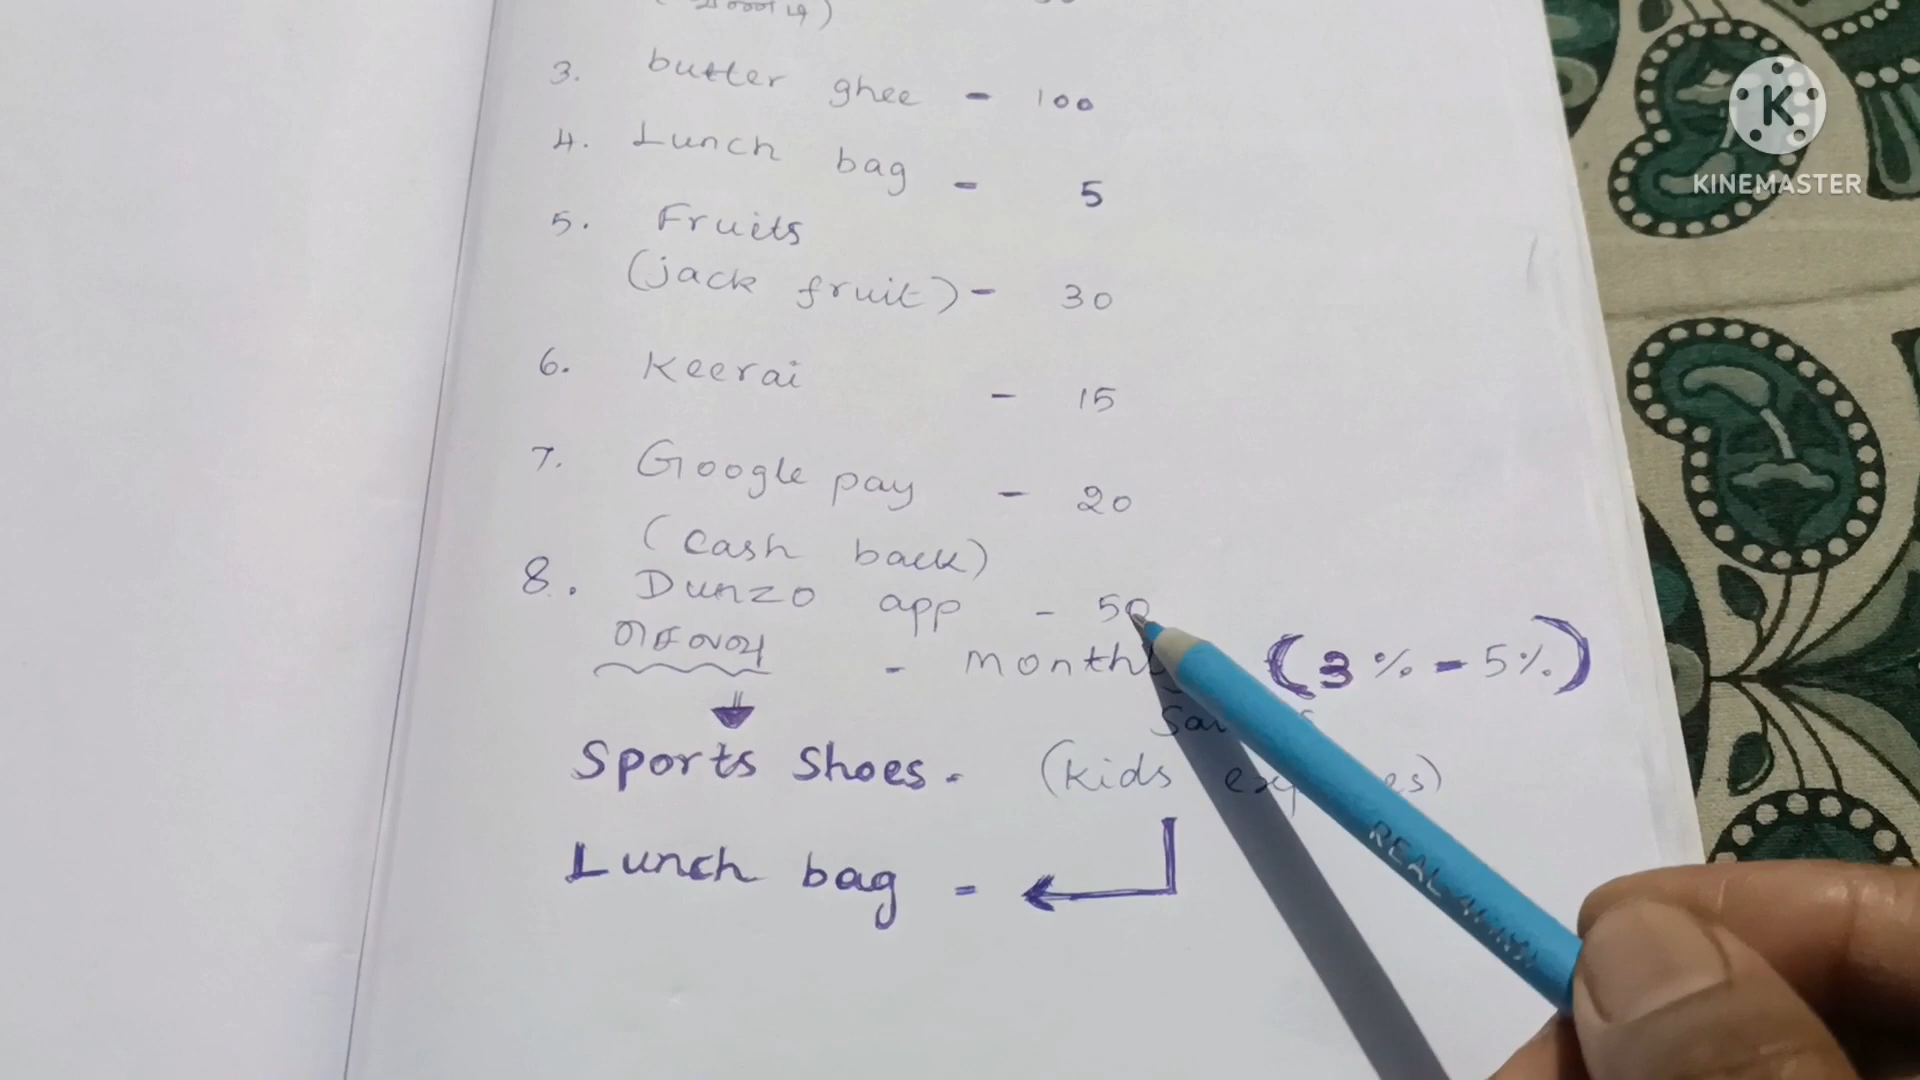 3. butter ghee - 100
4. Lunch bag - 5
5. Fruits
(jack fruit) - 30
6. Keerai - 15
7. Google pay - 20
(cash back)
8. Dunzo app - 50
- month (3% - 5%)
Sports shoes - (kids
Lunch bag -
K
KINEMASTER
REAL